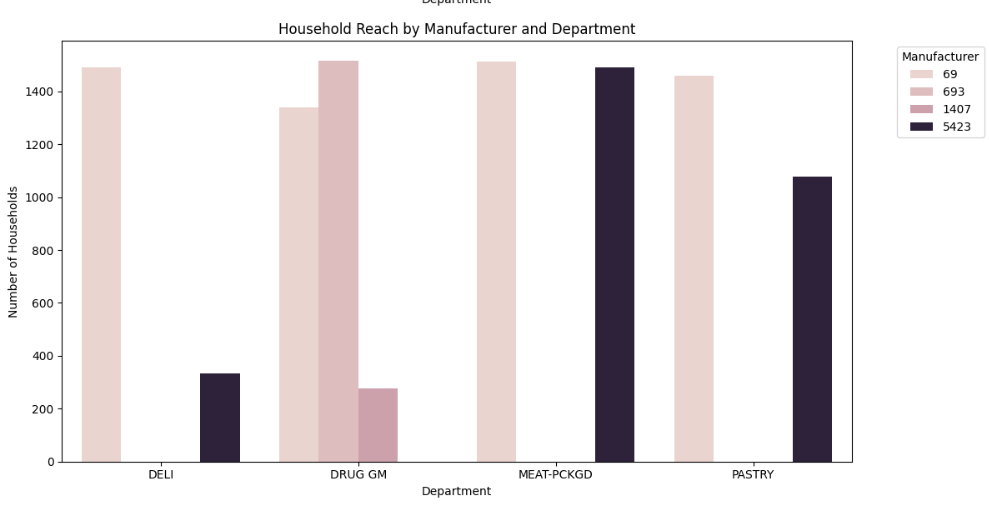 Department
Household Reach by Manufacturer and Department
Manufacturer
69
693
1407
5423
Number of Households
1400
1200
1000
800
600
400
200
0
DELI DRUG GM MEAT-PCKGD PASTRY
Department